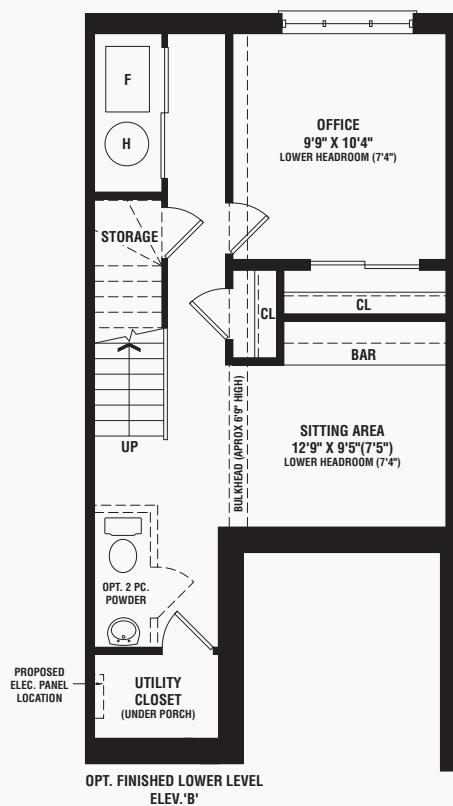 F
H
OFFICE
9'9" X 10'4"
LOWER HEADROOM (7'4")
STORAGE
CL
CL
BAR
UP
BULKHEAD (APROX 6'9" HIGH)
SITTING AREA
12'9" X 9'5"(7'5")
LOWER HEADROOM (7'4")
OPT. 2 PC.
POWDER
PROPOSED
ELEC. PANEL
LOCATION
UTILITY
CLOSET
(UNDER PORCH)
OPT. FINISHED LOWER LEVEL
ELEV.'B'